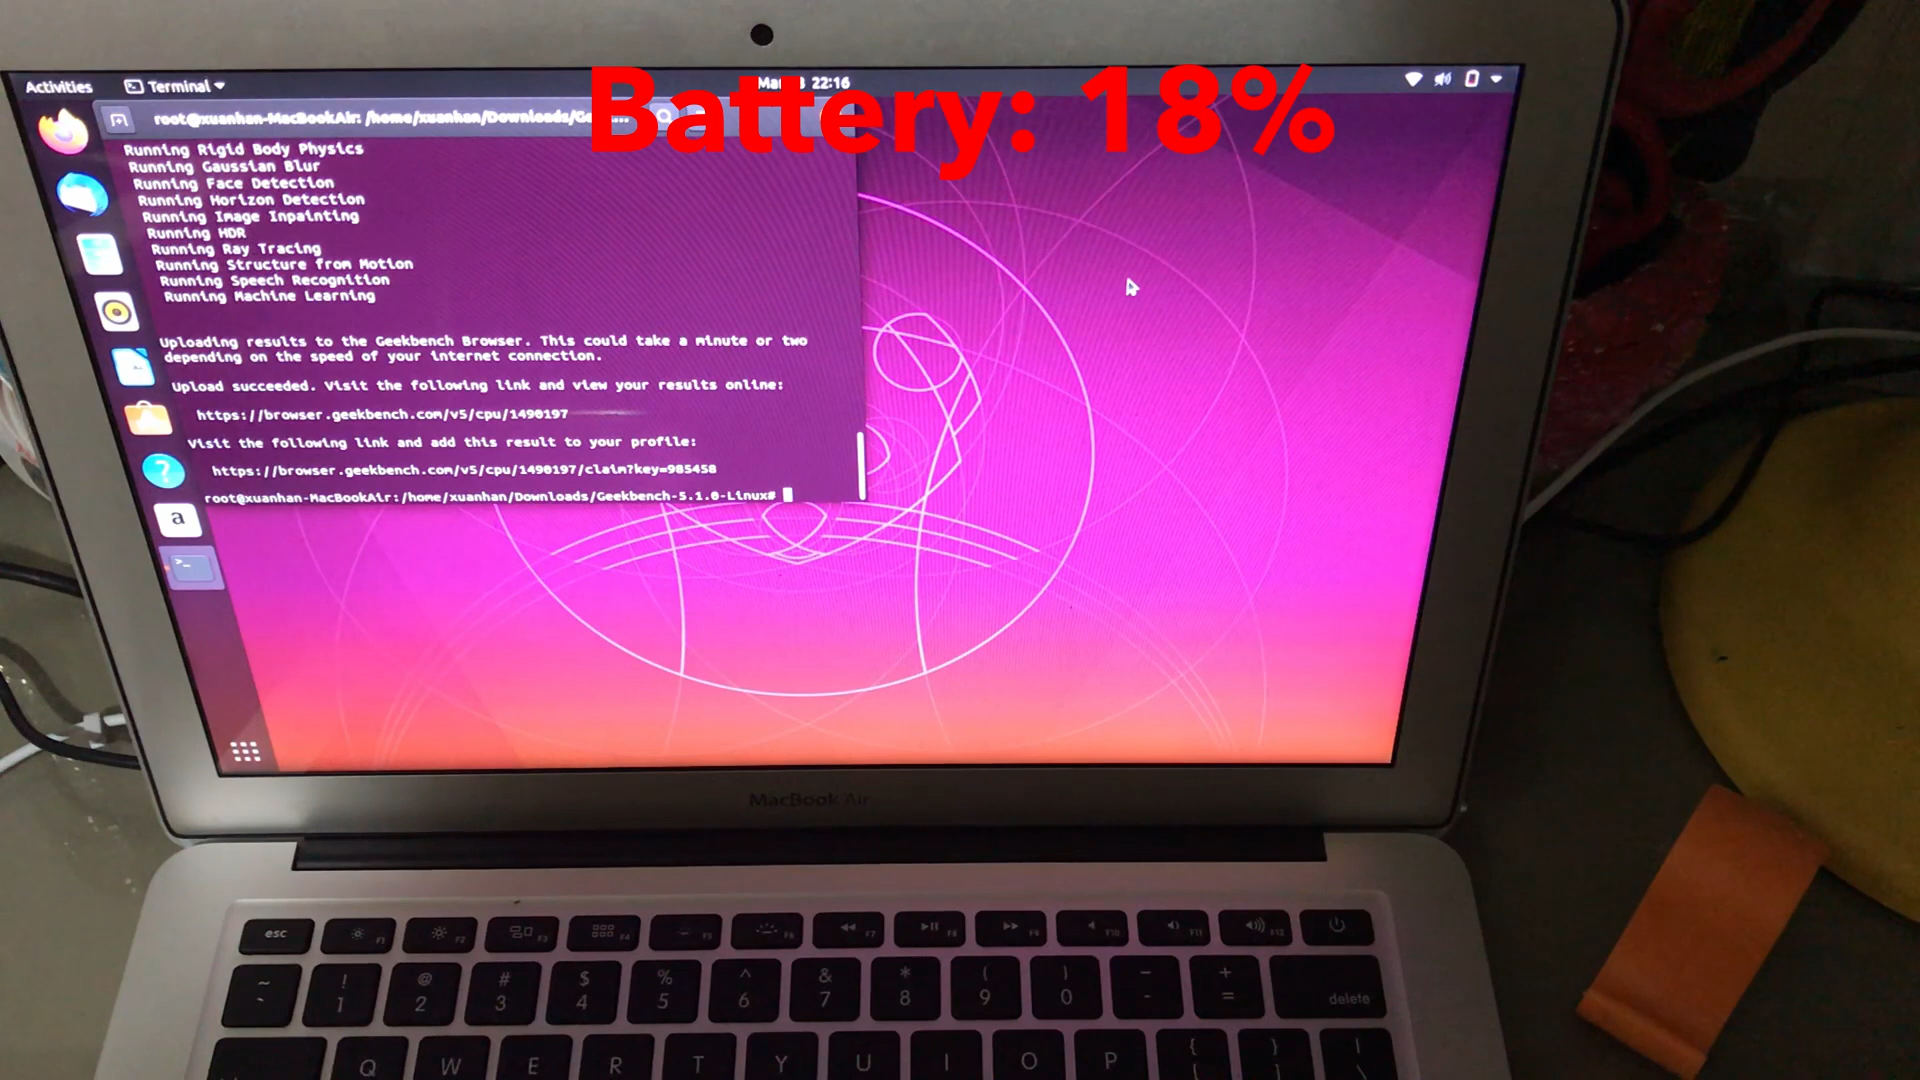 Battery: 18%
Activities
Terminal
22:16
root@xuanhan-MacBookAir: /home/xuanhan/Downloads/Ge
Running Rigid Body Physics
Running Gaussian Blur
Running Face Detection
Running Horizon Detection
Running Image Inpainting
Running HDR
Running Ray Tracing
Running Structure from Motion
Running Speech Recognition
Running Machine Learning
Uploading results to the Geekbench Browser. This could take a minute or two
depending on the speed of your internet connection.
Upload succeeded. Visit the following link and view your results online:
https://browser.geekbench.com/v5/cpu/1490197
Visit the following link and add this result to your profile:
https://browser.geekbench.com/v5/cpu/1490197/claim?key=985458
root@xuanhan-MacBookAir:/home/xuanhan/Downloads/Geekbench-5.1.0-Linux#
a
MacBook Air
esc F1 F2 F3 F4 F5 F6 F7 F8 F9 F10 F11 F12
~ ! @ # $ % ^ & * ( ) − +
` 1 2 3 4 5 6 7 8 9 0 - = delete
Q W E R T Y U I O P { } |